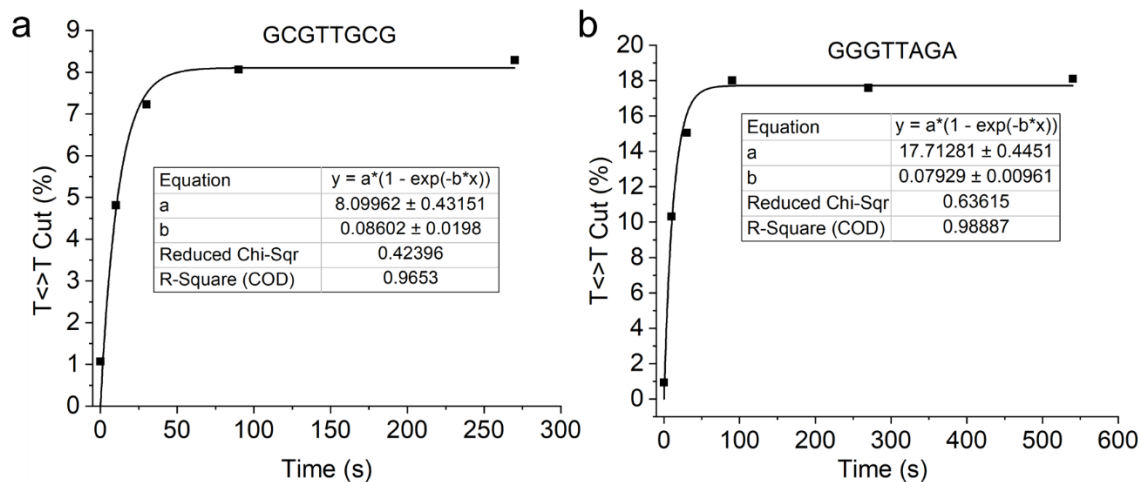 a
GCGTTGCG
T<>T Cut (%)
9
8
7
6
5
4
3
2
1
0
Equation y = a*(1 - exp(-b*x))
a 8.09962 ± 0.43151
b 0.08602 ± 0.0198
Reduced Chi-Sqr 0.42396
R-Square (COD) 0.9653
0 50 100 150 200 250 300
Time (s)
b
GGGTTAGA
T<>T Cut (%)
20
18
16
14
12
10
8
6
4
2
0
Equation y = a*(1 - exp(-b*x))
a 17.71281 ± 0.4451
b 0.07929 ± 0.00961
Reduced Chi-Sqr 0.63615
R-Square (COD) 0.98887
0 100 200 300 400 500 600
Time (s)